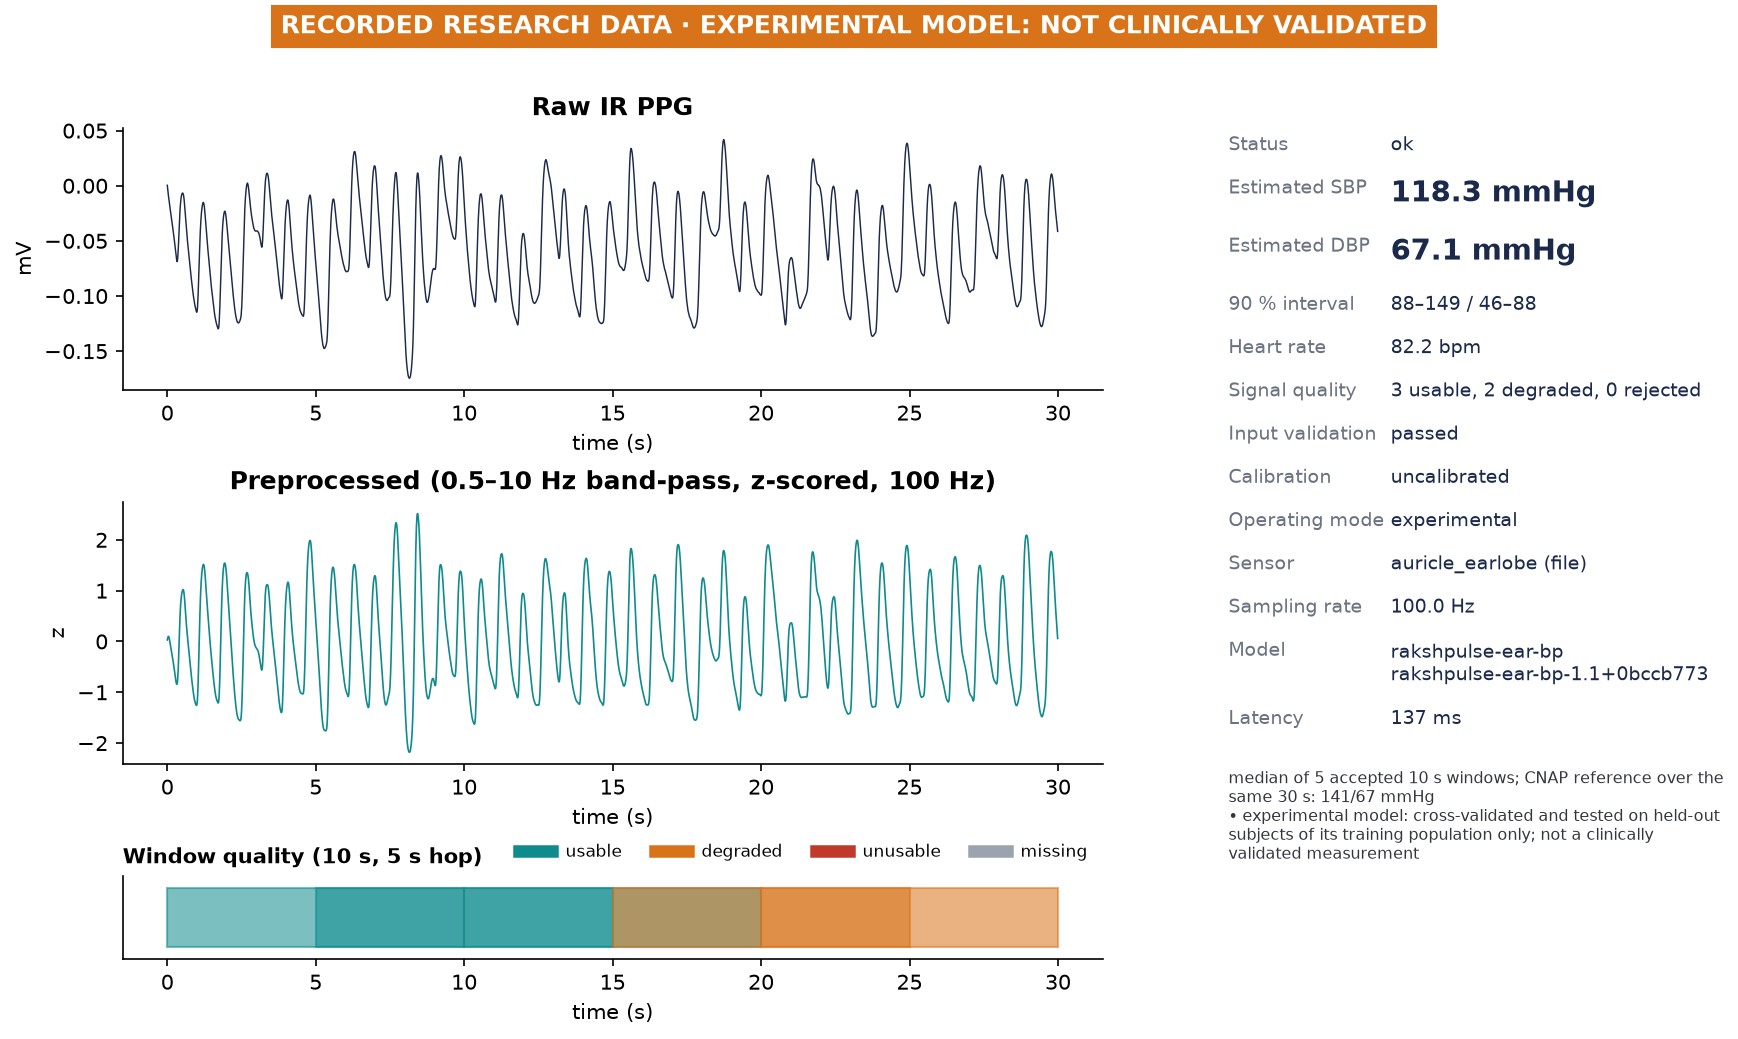 RECORDED RESEARCH DATA · EXPERIMENTAL MODEL: NOT CLINICALLY VALIDATED
Raw IR PPG
0.05
0.00
−0.05
−0.10
−0.15
mV
0 5 10 15 20 25 30
time (s)
Preprocessed (0.5–10 Hz band-pass, z-scored, 100 Hz)
2
1
0
−1
−2
z
0 5 10 15 20 25 30
time (s)
Window quality (10 s, 5 s hop) usable degraded unusable missing
0 5 10 15 20 25 30
time (s)
Status ok
Estimated SBP 118.3 mmHg
Estimated DBP 67.1 mmHg
90 % interval 88–149 / 46–88
Heart rate 82.2 bpm
Signal quality 3 usable, 2 degraded, 0 rejected
Input validation passed
Calibration uncalibrated
Operating mode experimental
Sensor auricle_earlobe (file)
Sampling rate 100.0 Hz
Model rakshpulse-ear-bp
rakshpulse-ear-bp-1.1+0bccb773
Latency 137 ms
median of 5 accepted 10 s windows; CNAP reference over the
same 30 s: 141/67 mmHg
• experimental model: cross-validated and tested on held-out
subjects of its training population only; not a clinically
validated measurement